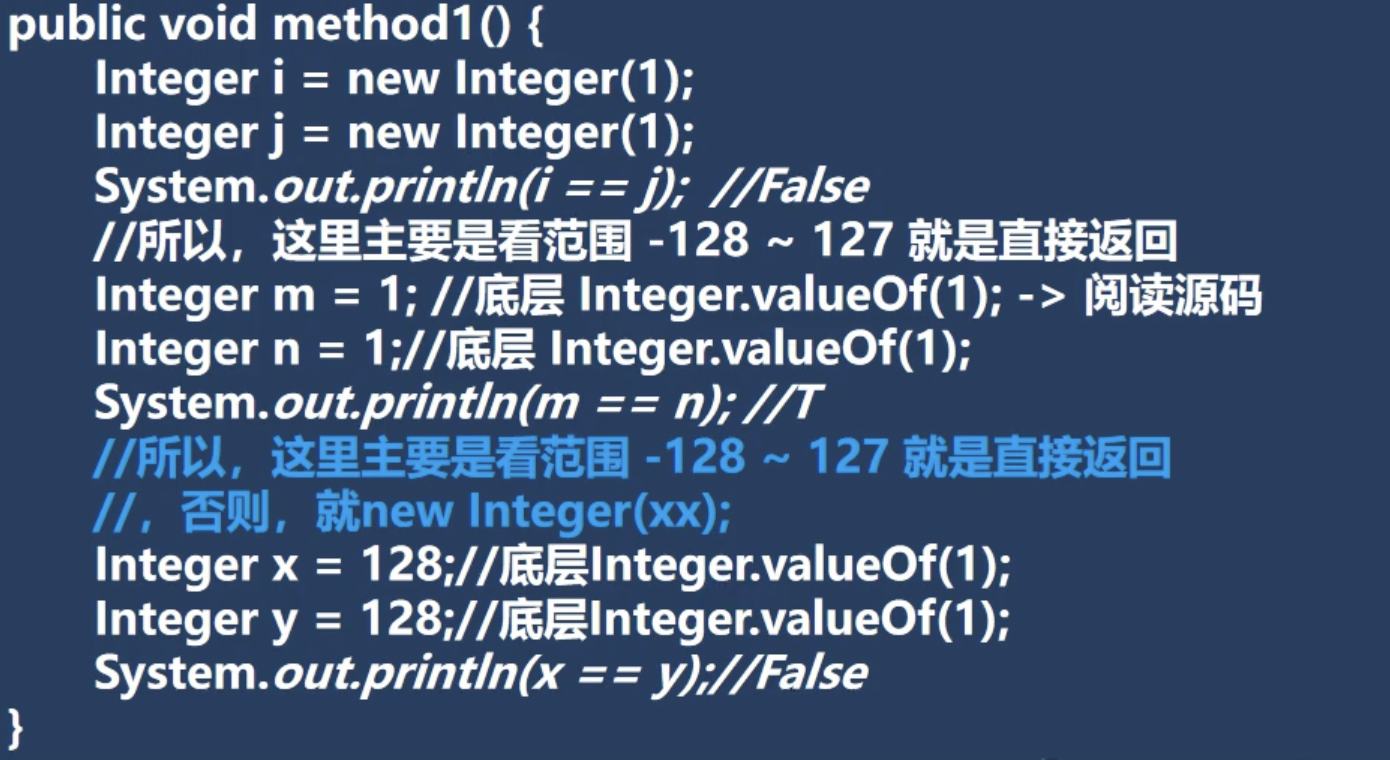 public void method1() {
Integer i = new Integer(1);
Integer j = new Integer(1);
System.out.println(i == j); //False
//所以，这里主要是看范围 -128 ~ 127 就是直接返回
Integer m = 1; //底层 Integer.valueOf(1); -> 阅读源码
Integer n = 1;//底层 Integer.valueOf(1);
System.out.println(m == n); //T
//所以，这里主要是看范围 -128 ~ 127 就是直接返回
//，否则，就new Integer(xx);
Integer x = 128;//底层Integer.valueOf(1);
Integer y = 128;//底层Integer.valueOf(1);
System.out.println(x == y);//False
}